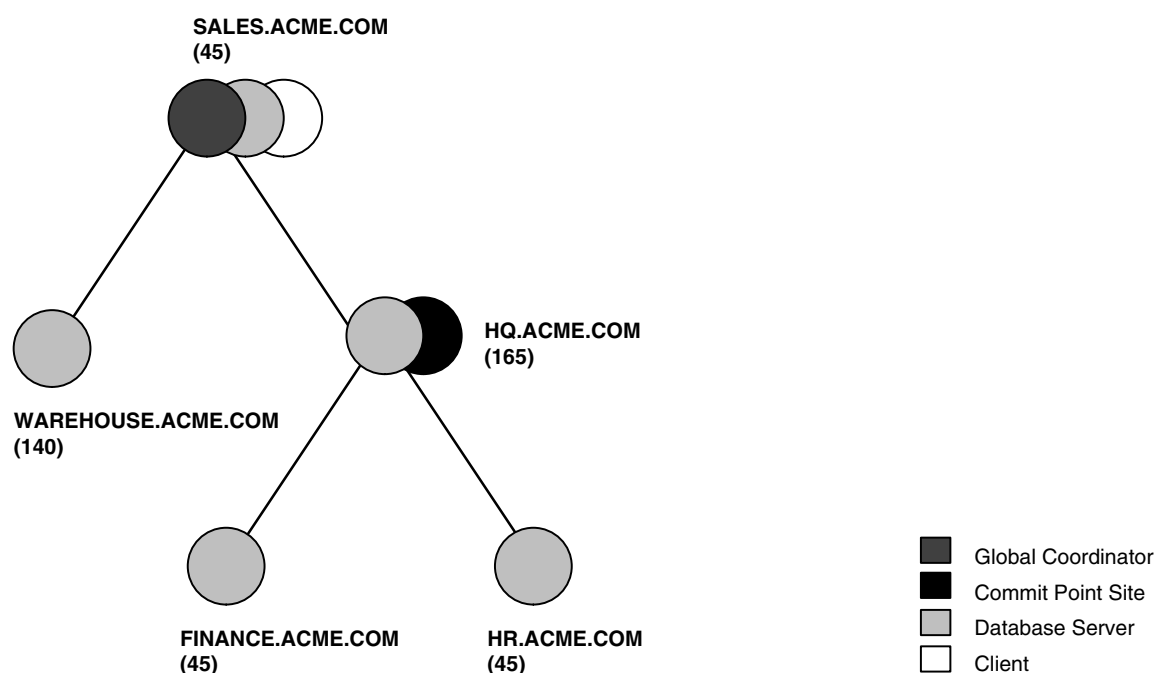 SALES.ACME.COM
(45)
HQ.ACME.COM
(165)
WAREHOUSE.ACME.COM
(140)
FINANCE.ACME.COM
(45)
HR.ACME.COM
(45)
Global Coordinator
Commit Point Site
Database Server
Client